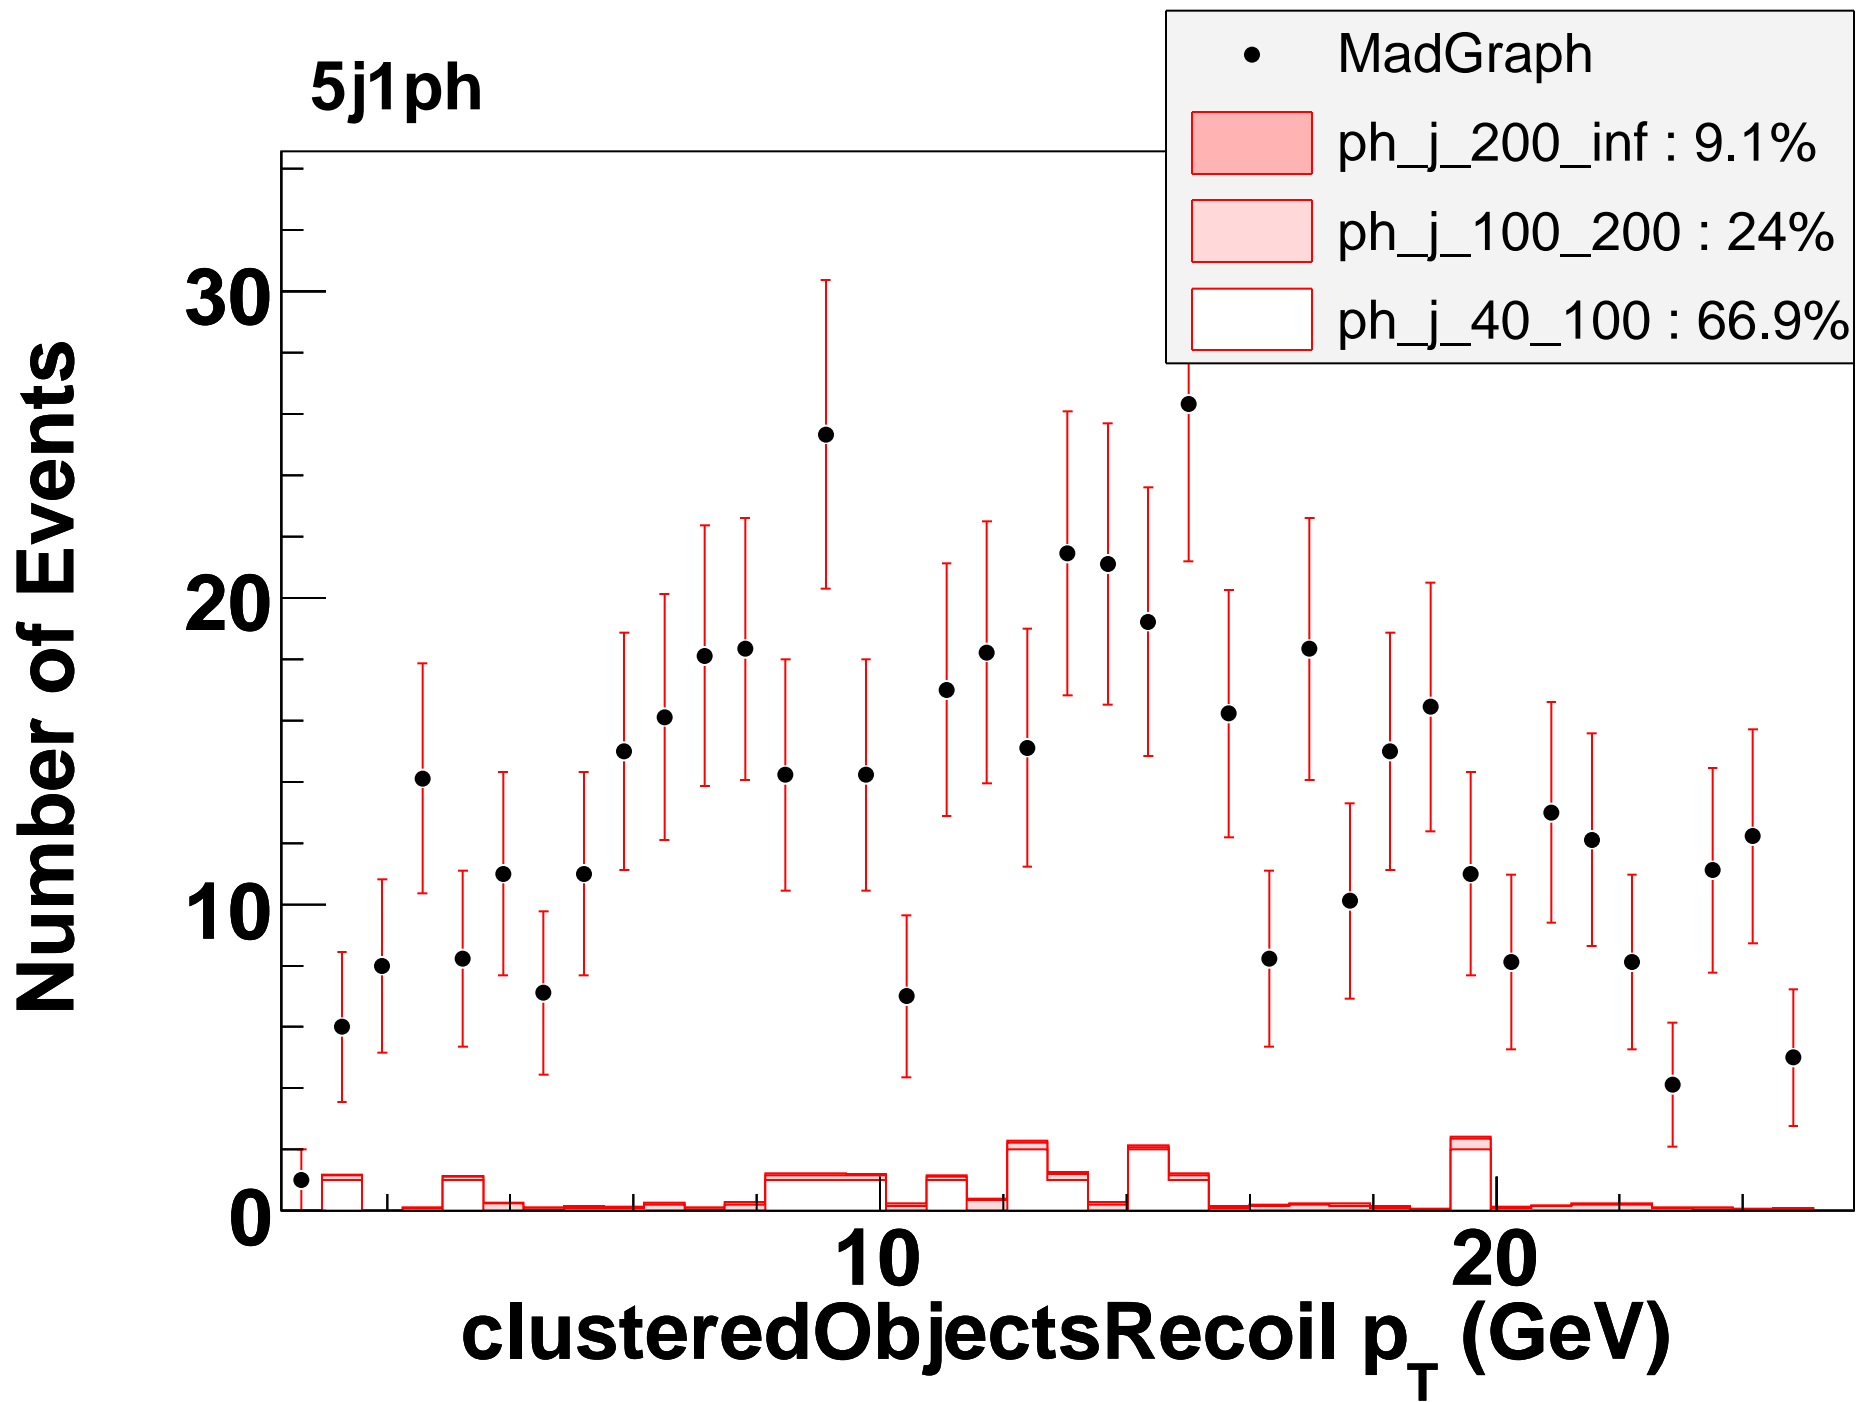 5j1ph
MadGraph
ph_j_200_inf : 9.1%
ph_j_100_200 : 24%
ph_j_40_100 : 66.9%
Number of Events
30
20
10
0
10
20
clusteredObjectsRecoil p_T (GeV)